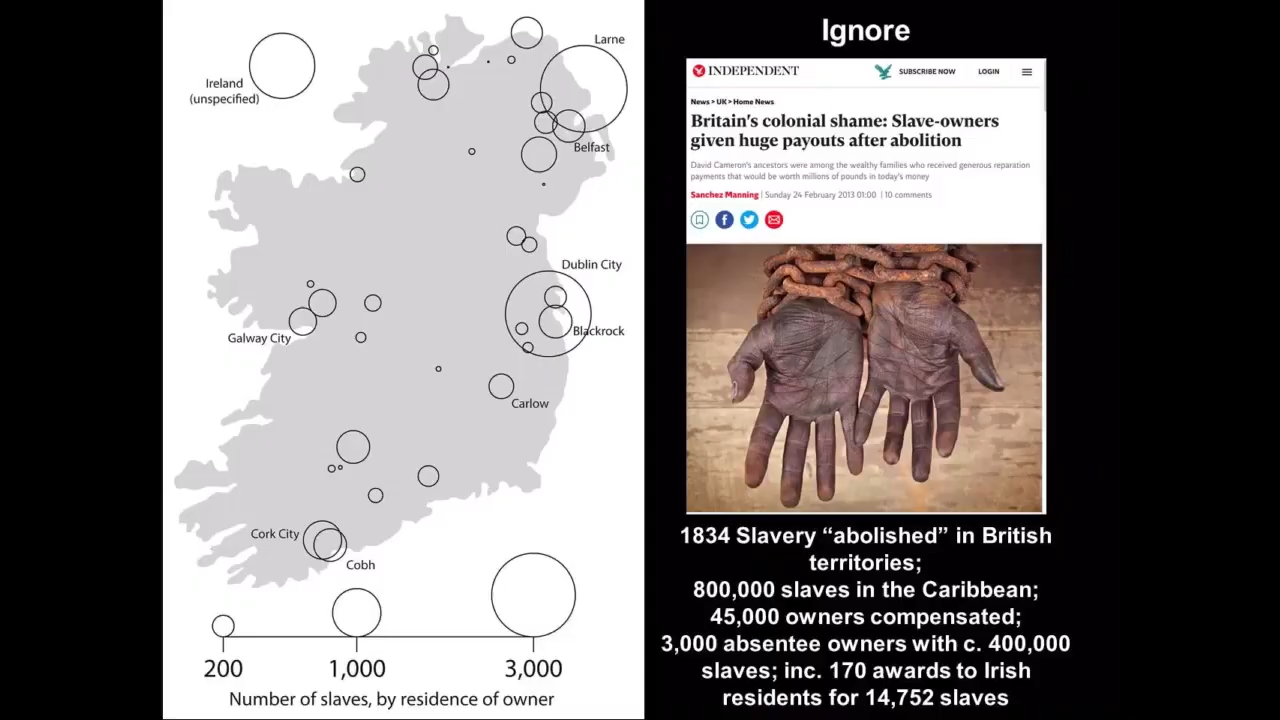 Larne
Ireland
(unspecified)
Belfast
Dublin City
Blackrock
Galway City
Carlow
Cork City
Cobh
200
1,000
3,000
Number of slaves, by residence of owner
Ignore
INDEPENDENT
SUBSCRIBE NOW
LOGIN
News > UK > Home News
Britain's colonial shame: Slave-owners
given huge payouts after abolition
David Cameron's ancestors were among the wealthy families who received generous reparation
payments that would be worth millions of pounds in today's money
Sanchez Manning | Sunday 24 February 2013 01:00 | 10 comments
1834 Slavery “abolished” in British
territories;
800,000 slaves in the Caribbean;
45,000 owners compensated;
3,000 absentee owners with c. 400,000
slaves; inc. 170 awards to Irish
residents for 14,752 slaves